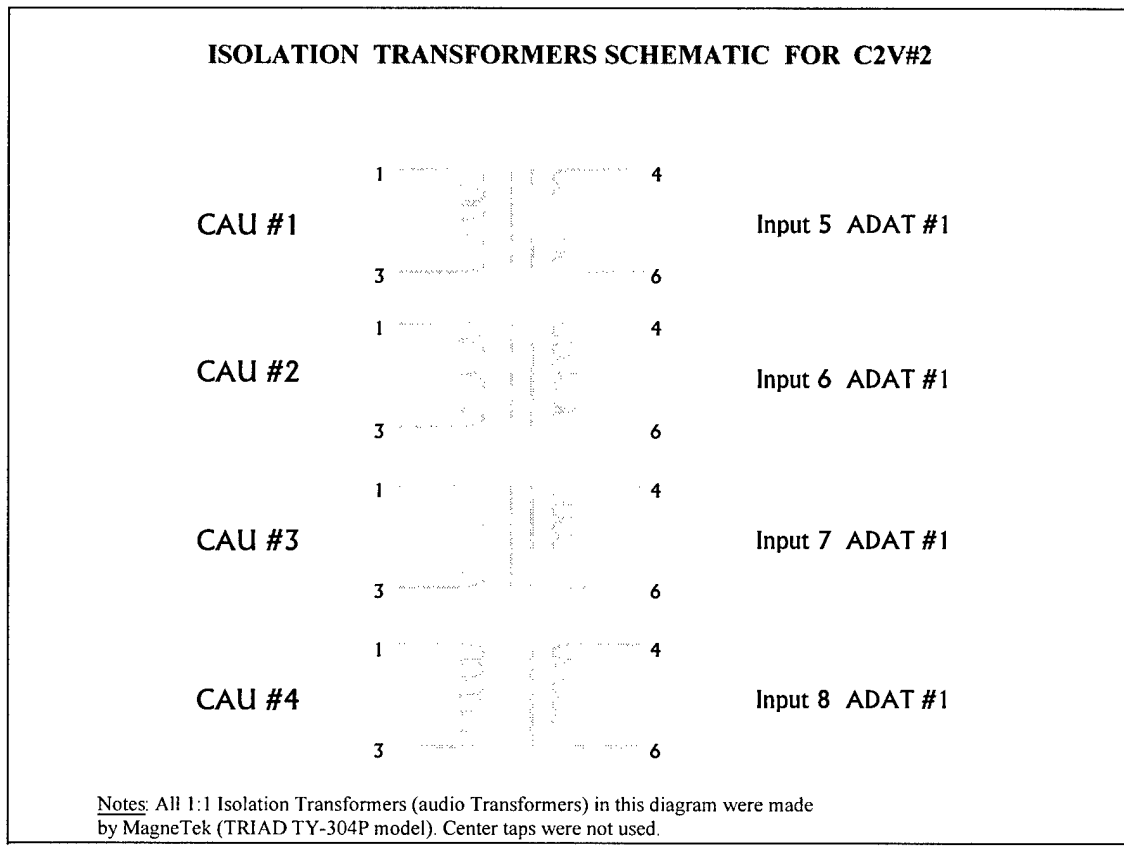 ISOLATION TRANSFORMERS SCHEMATIC FOR C2V#2
1 4
CAU #1 Input 5 ADAT #1
3 6
1 4
CAU #2 Input 6 ADAT #1
3 6
1 4
CAU #3 Input 7 ADAT #1
3 6
1 4
CAU #4 Input 8 ADAT #1
3 6
Notes: All 1:1 Isolation Transformers (audio Transformers) in this diagram were made
by MagneTek (TRIAD TY-304P model). Center taps were not used.